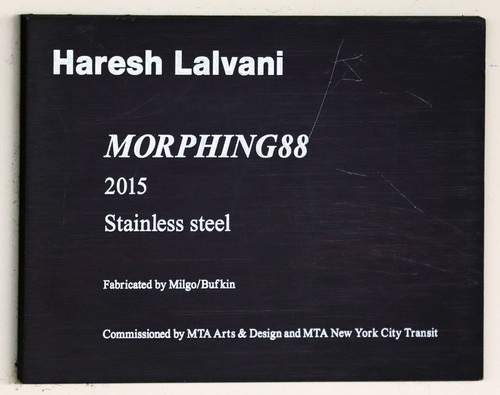 Haresh Lalvani
MORPHING88
2015
Stainless steel
Fabricated by Milgo/Bufkin
Commissioned by MTA Arts & Design and MTA New York City Transit